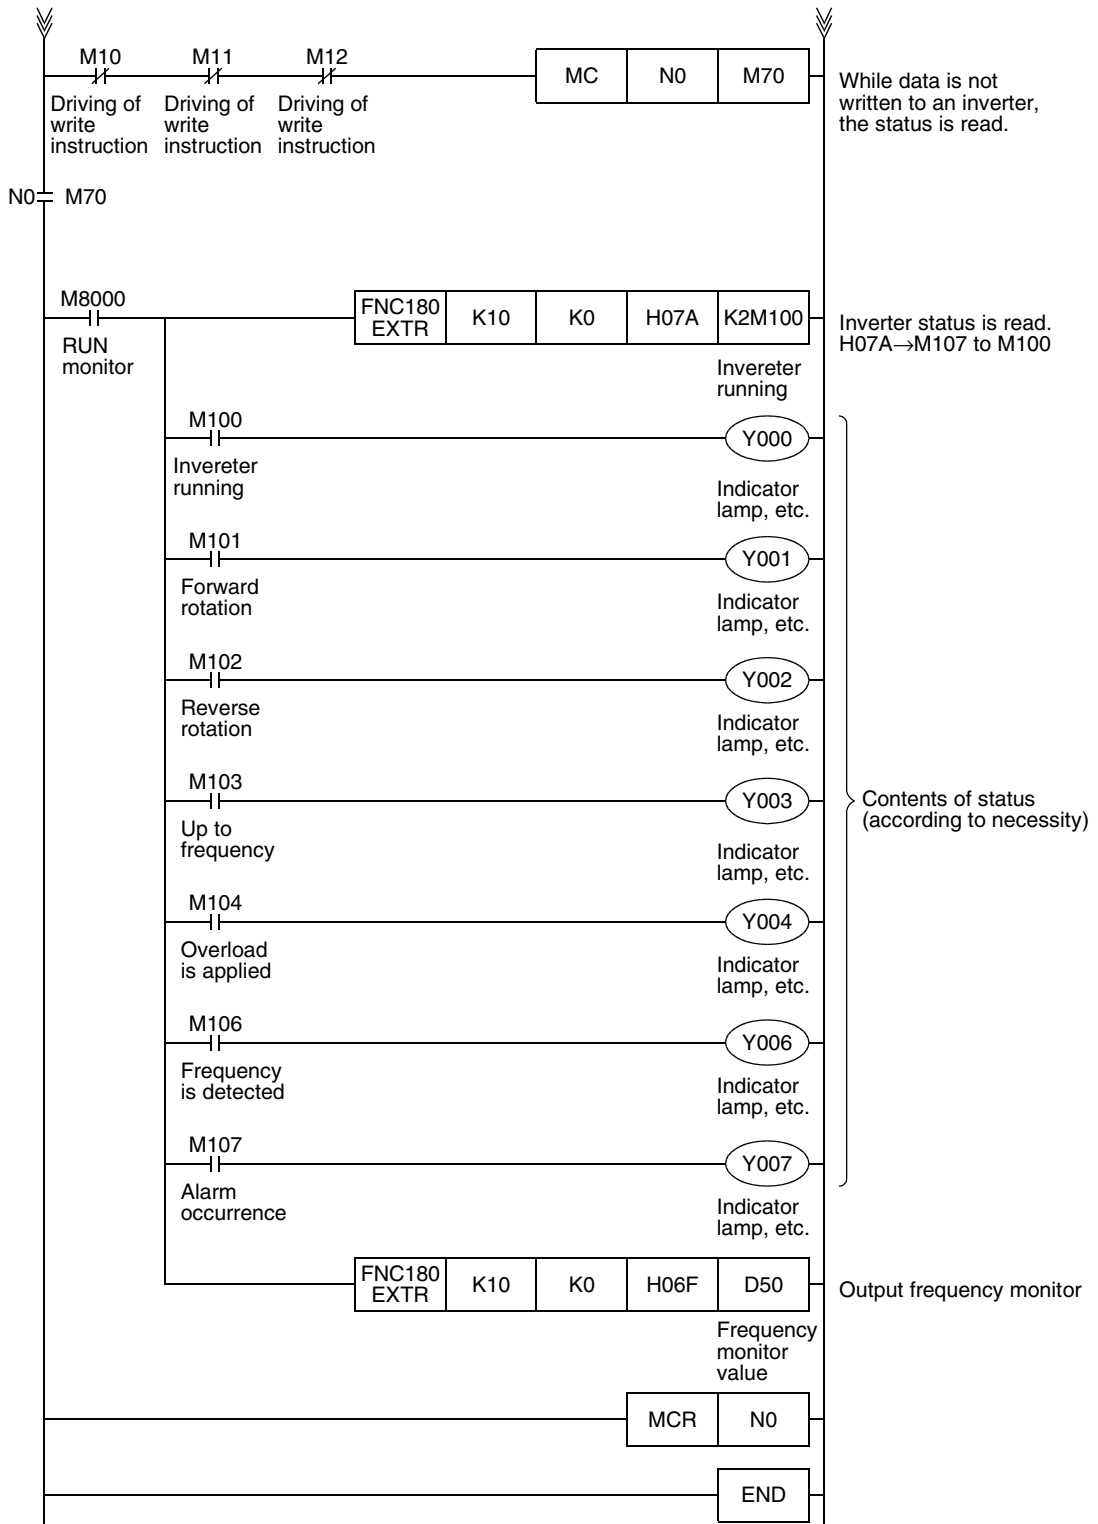 M10 M11 M12
MC N0 M70
Driving of write instruction
Driving of write instruction
Driving of write instruction
While data is not
written to an inverter,
the status is read.
N0 M70
M8000
RUN
monitor
FNC180
EXTR
K10 K0 H07A K2M100
Inverter status is read.
H07A→M107 to M100
Invereter
running
M100
Y000
Invereter
running
Indicator
lamp, etc.
M101
Y001
Forward
rotation
Indicator
lamp, etc.
M102
Y002
Reverse
rotation
Indicator
lamp, etc.
M103
Y003
Up to
frequency
Indicator
lamp, etc.
Contents of status
(according to necessity)
M104
Y004
Overload
is applied
Indicator
lamp, etc.
M106
Y006
Frequency
is detected
Indicator
lamp, etc.
M107
Y007
Alarm
occurrence
Indicator
lamp, etc.
FNC180
EXTR
K10 K0 H06F D50
Output frequency monitor
Frequency
monitor
value
MCR N0
END